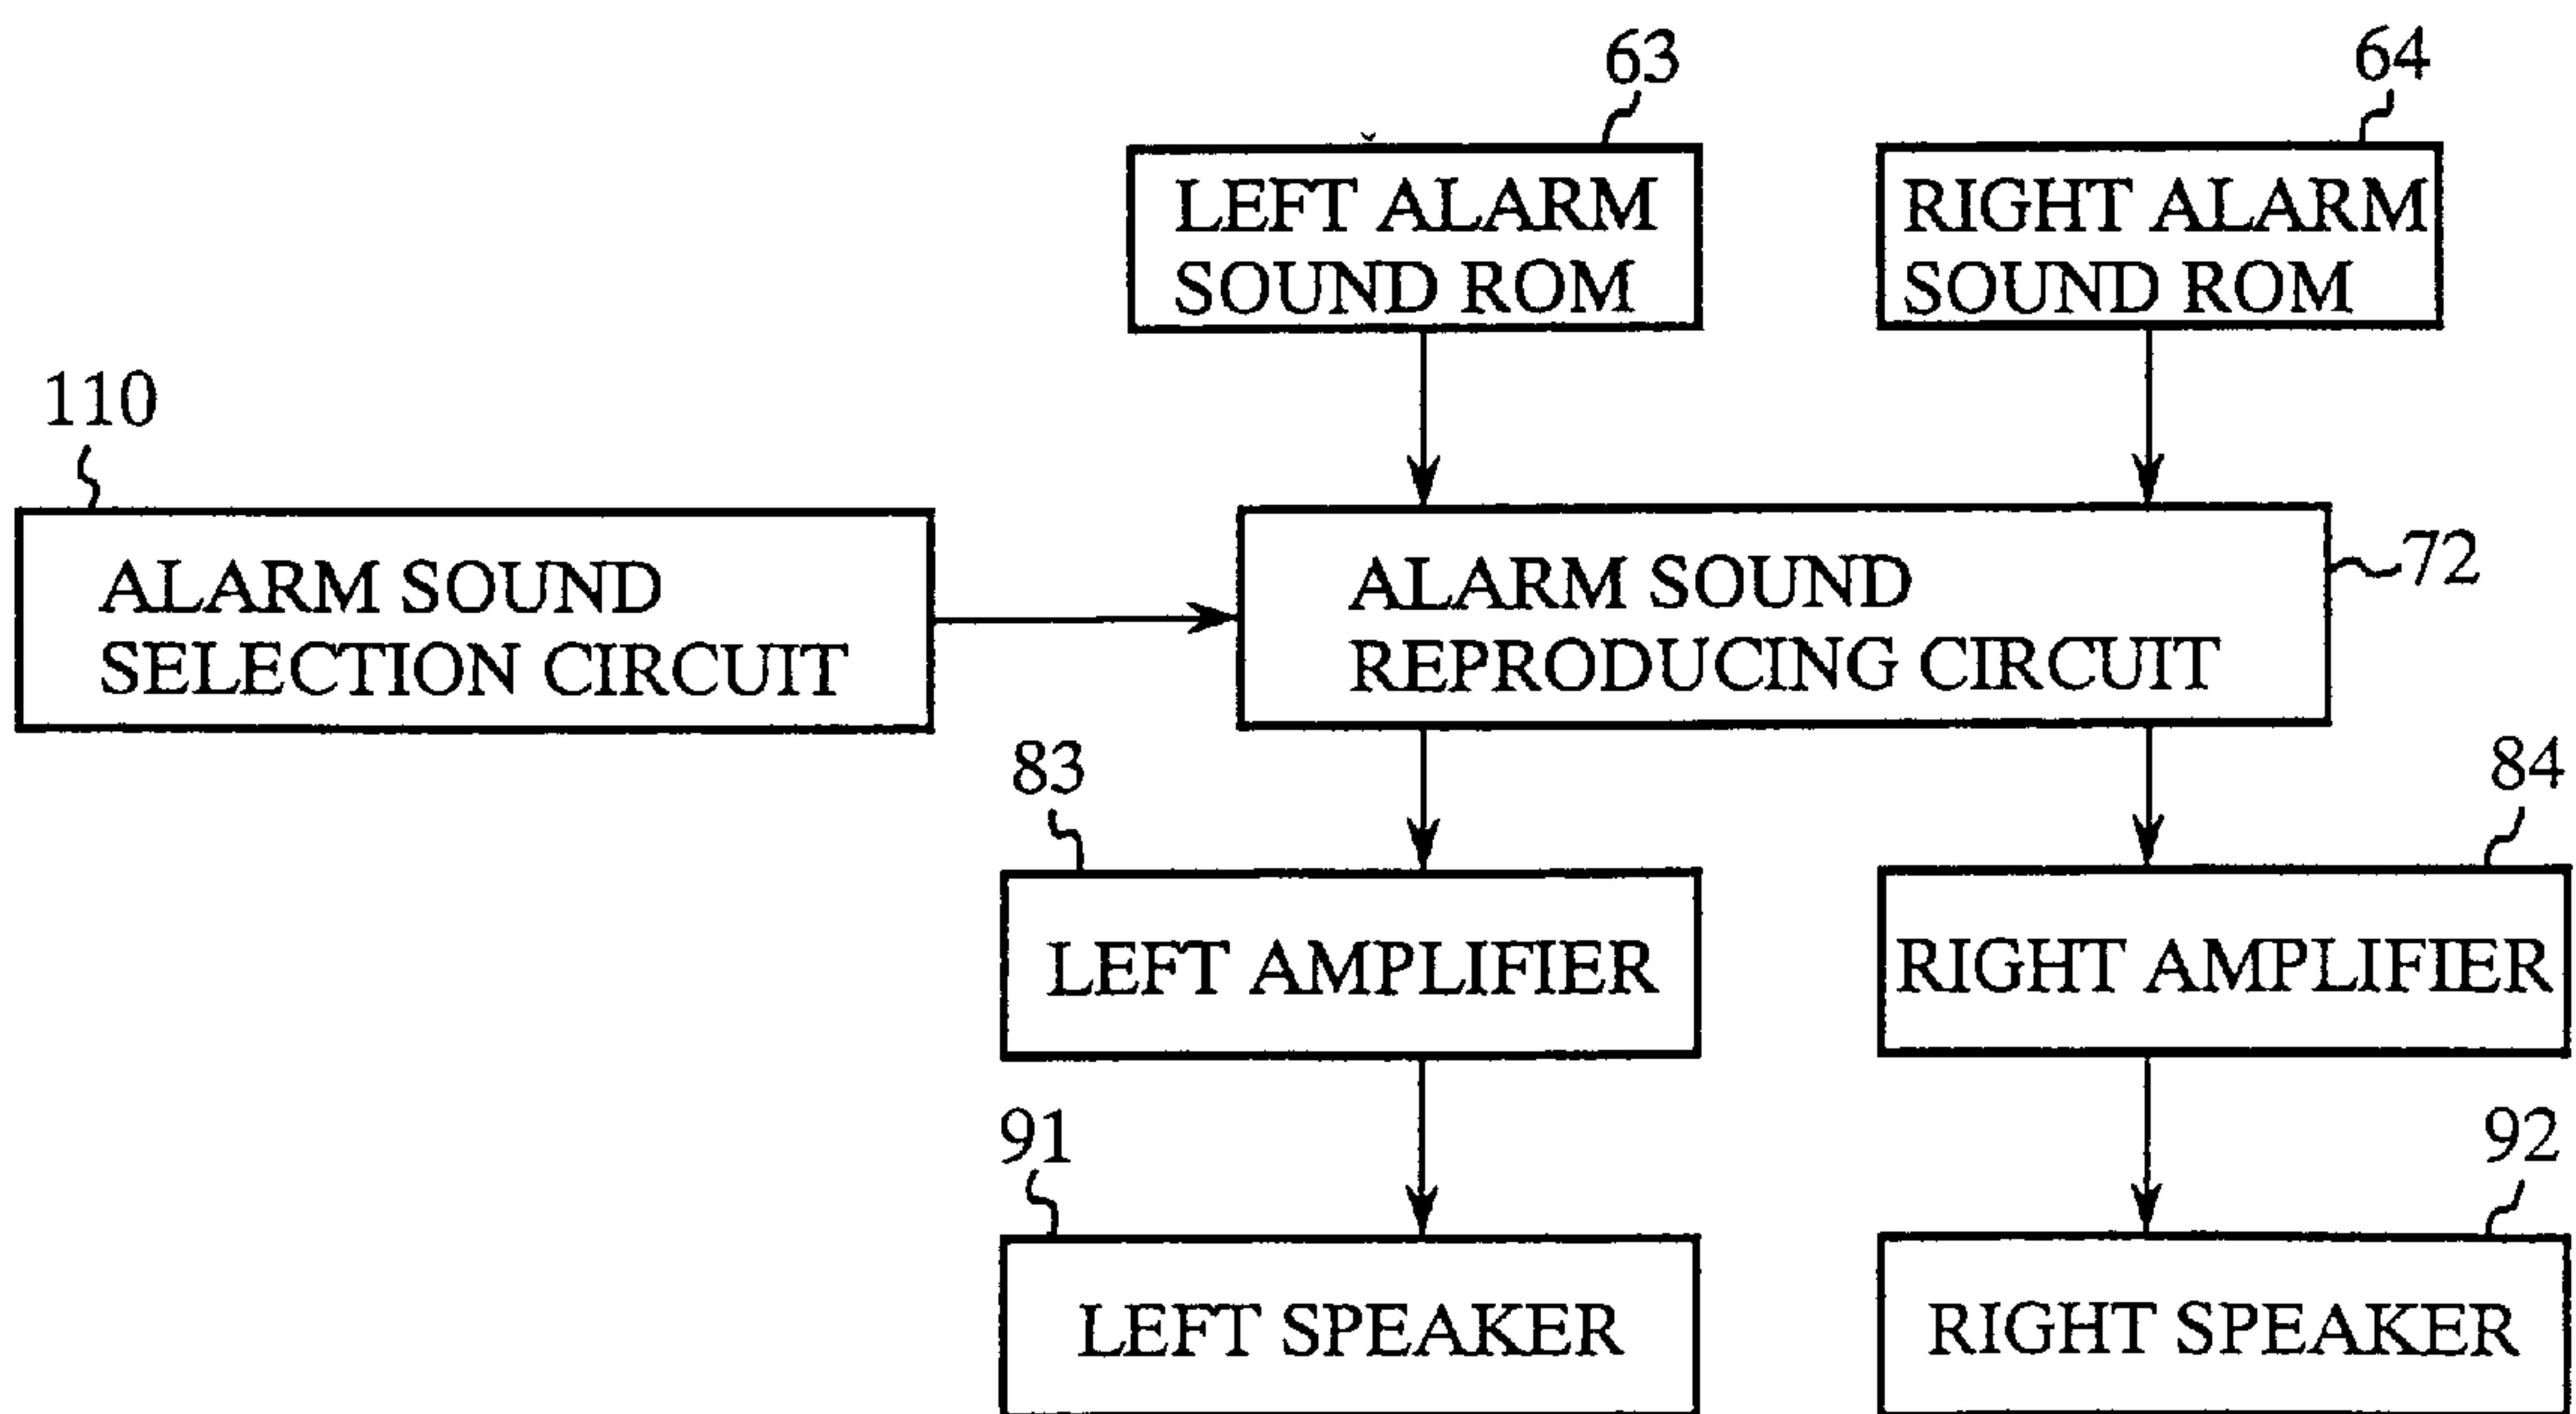 63
64
LEFT ALARM
SOUND ROM
RIGHT ALARM
SOUND ROM
110
ALARM SOUND
SELECTION CIRCUIT
ALARM SOUND
REPRODUCING CIRCUIT
72
83
84
LEFT AMPLIFIER
RIGHT AMPLIFIER
91
92
LEFT SPEAKER
RIGHT SPEAKER